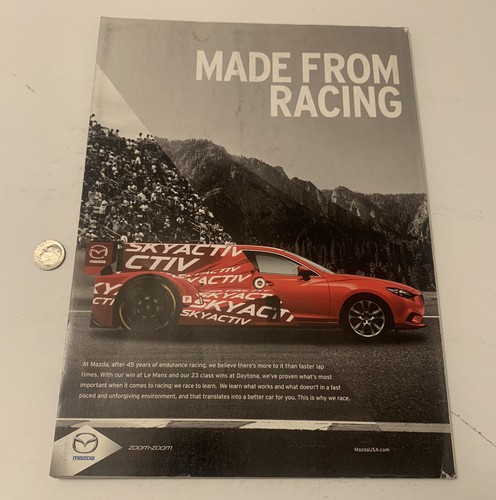 MADE FROM
RACING
SKYACTIV
CTIV
SKYACTIV
SKYACTIV
SKYACTIV
At Mazda, after 45 years of endurance racing, we believe there's more to it than faster lap
times. With our win at Le Mans and our 23 class wins at Daytona, we've proven what's most
important when it comes to racing: we race to learn. We learn what works and what doesn't in a fast
paced and unforgiving environment, and that translates into a better car for you. This is why we race.
mazda
ZOOM-ZOOM
MazdaUSA.com